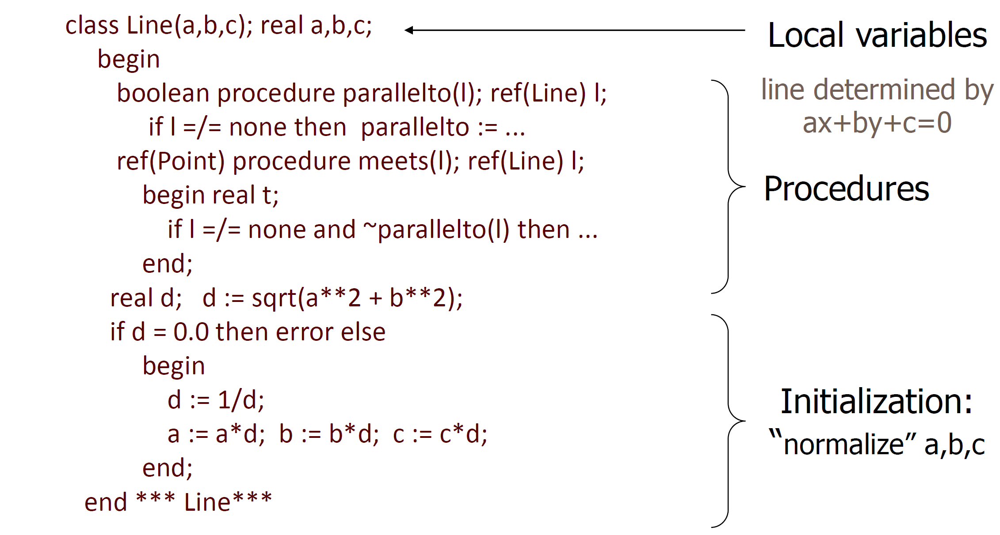 class Line(a,b,c); real a,b,c;
begin
boolean procedure parallelto(l); ref(Line) l;
if l =/= none then  parallelto := ...
ref(Point) procedure meets(l); ref(Line) l;
begin real t;
if l =/= none and ~parallelto(l) then ...
end;
real d;   d := sqrt(a**2 + b**2);
if d = 0.0 then error else
begin
d := 1/d;
a := a*d;  b := b*d;  c := c*d;
end;
end *** Line***
Local variables
line determined by
ax+by+c=0
Procedures
Initialization:
“normalize” a,b,c